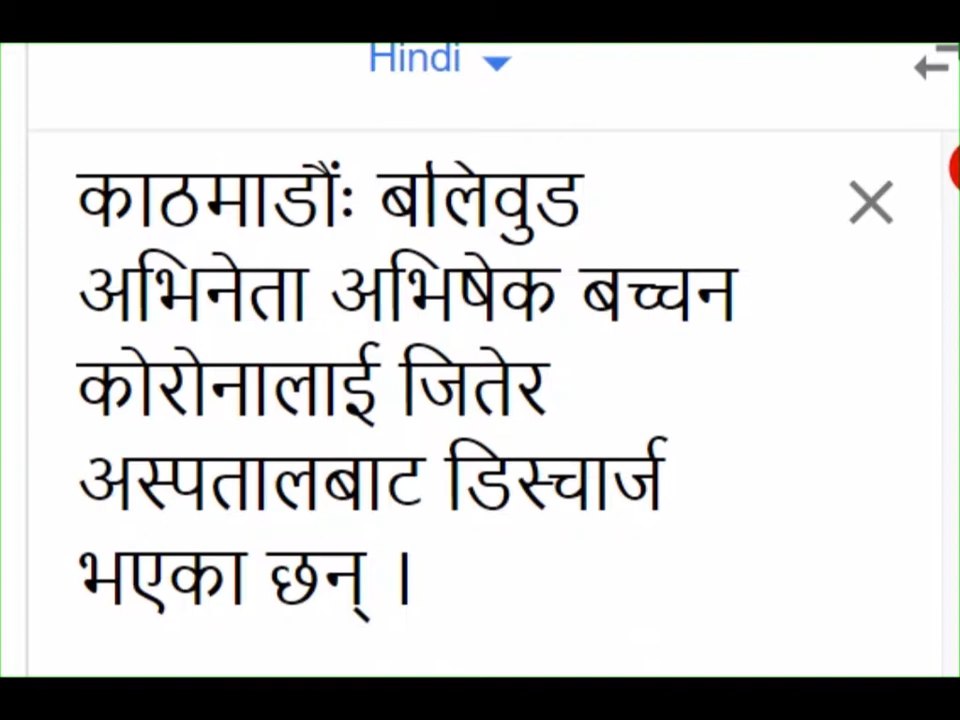 Hindi
काठमाडौंः बलिवुड
अभिनेता अभिषेक बच्चन
कोरोनालाई जितेर
अस्पतालबाट डिस्चार्ज
भएका छन् ।